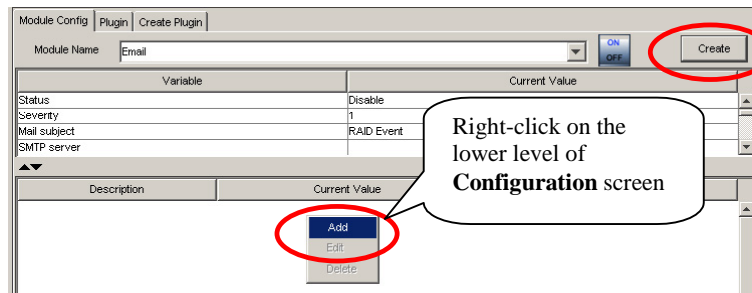 Module Config Plugin Create Plugin
Module Name Email ON OFF Create
Variable Current Value
Status Disable
Severity 1
Mail subject RAID Event
SMTP server
Right-click on the
lower level of
Configuration screen
Description Current Value
Add
Edit
Delete